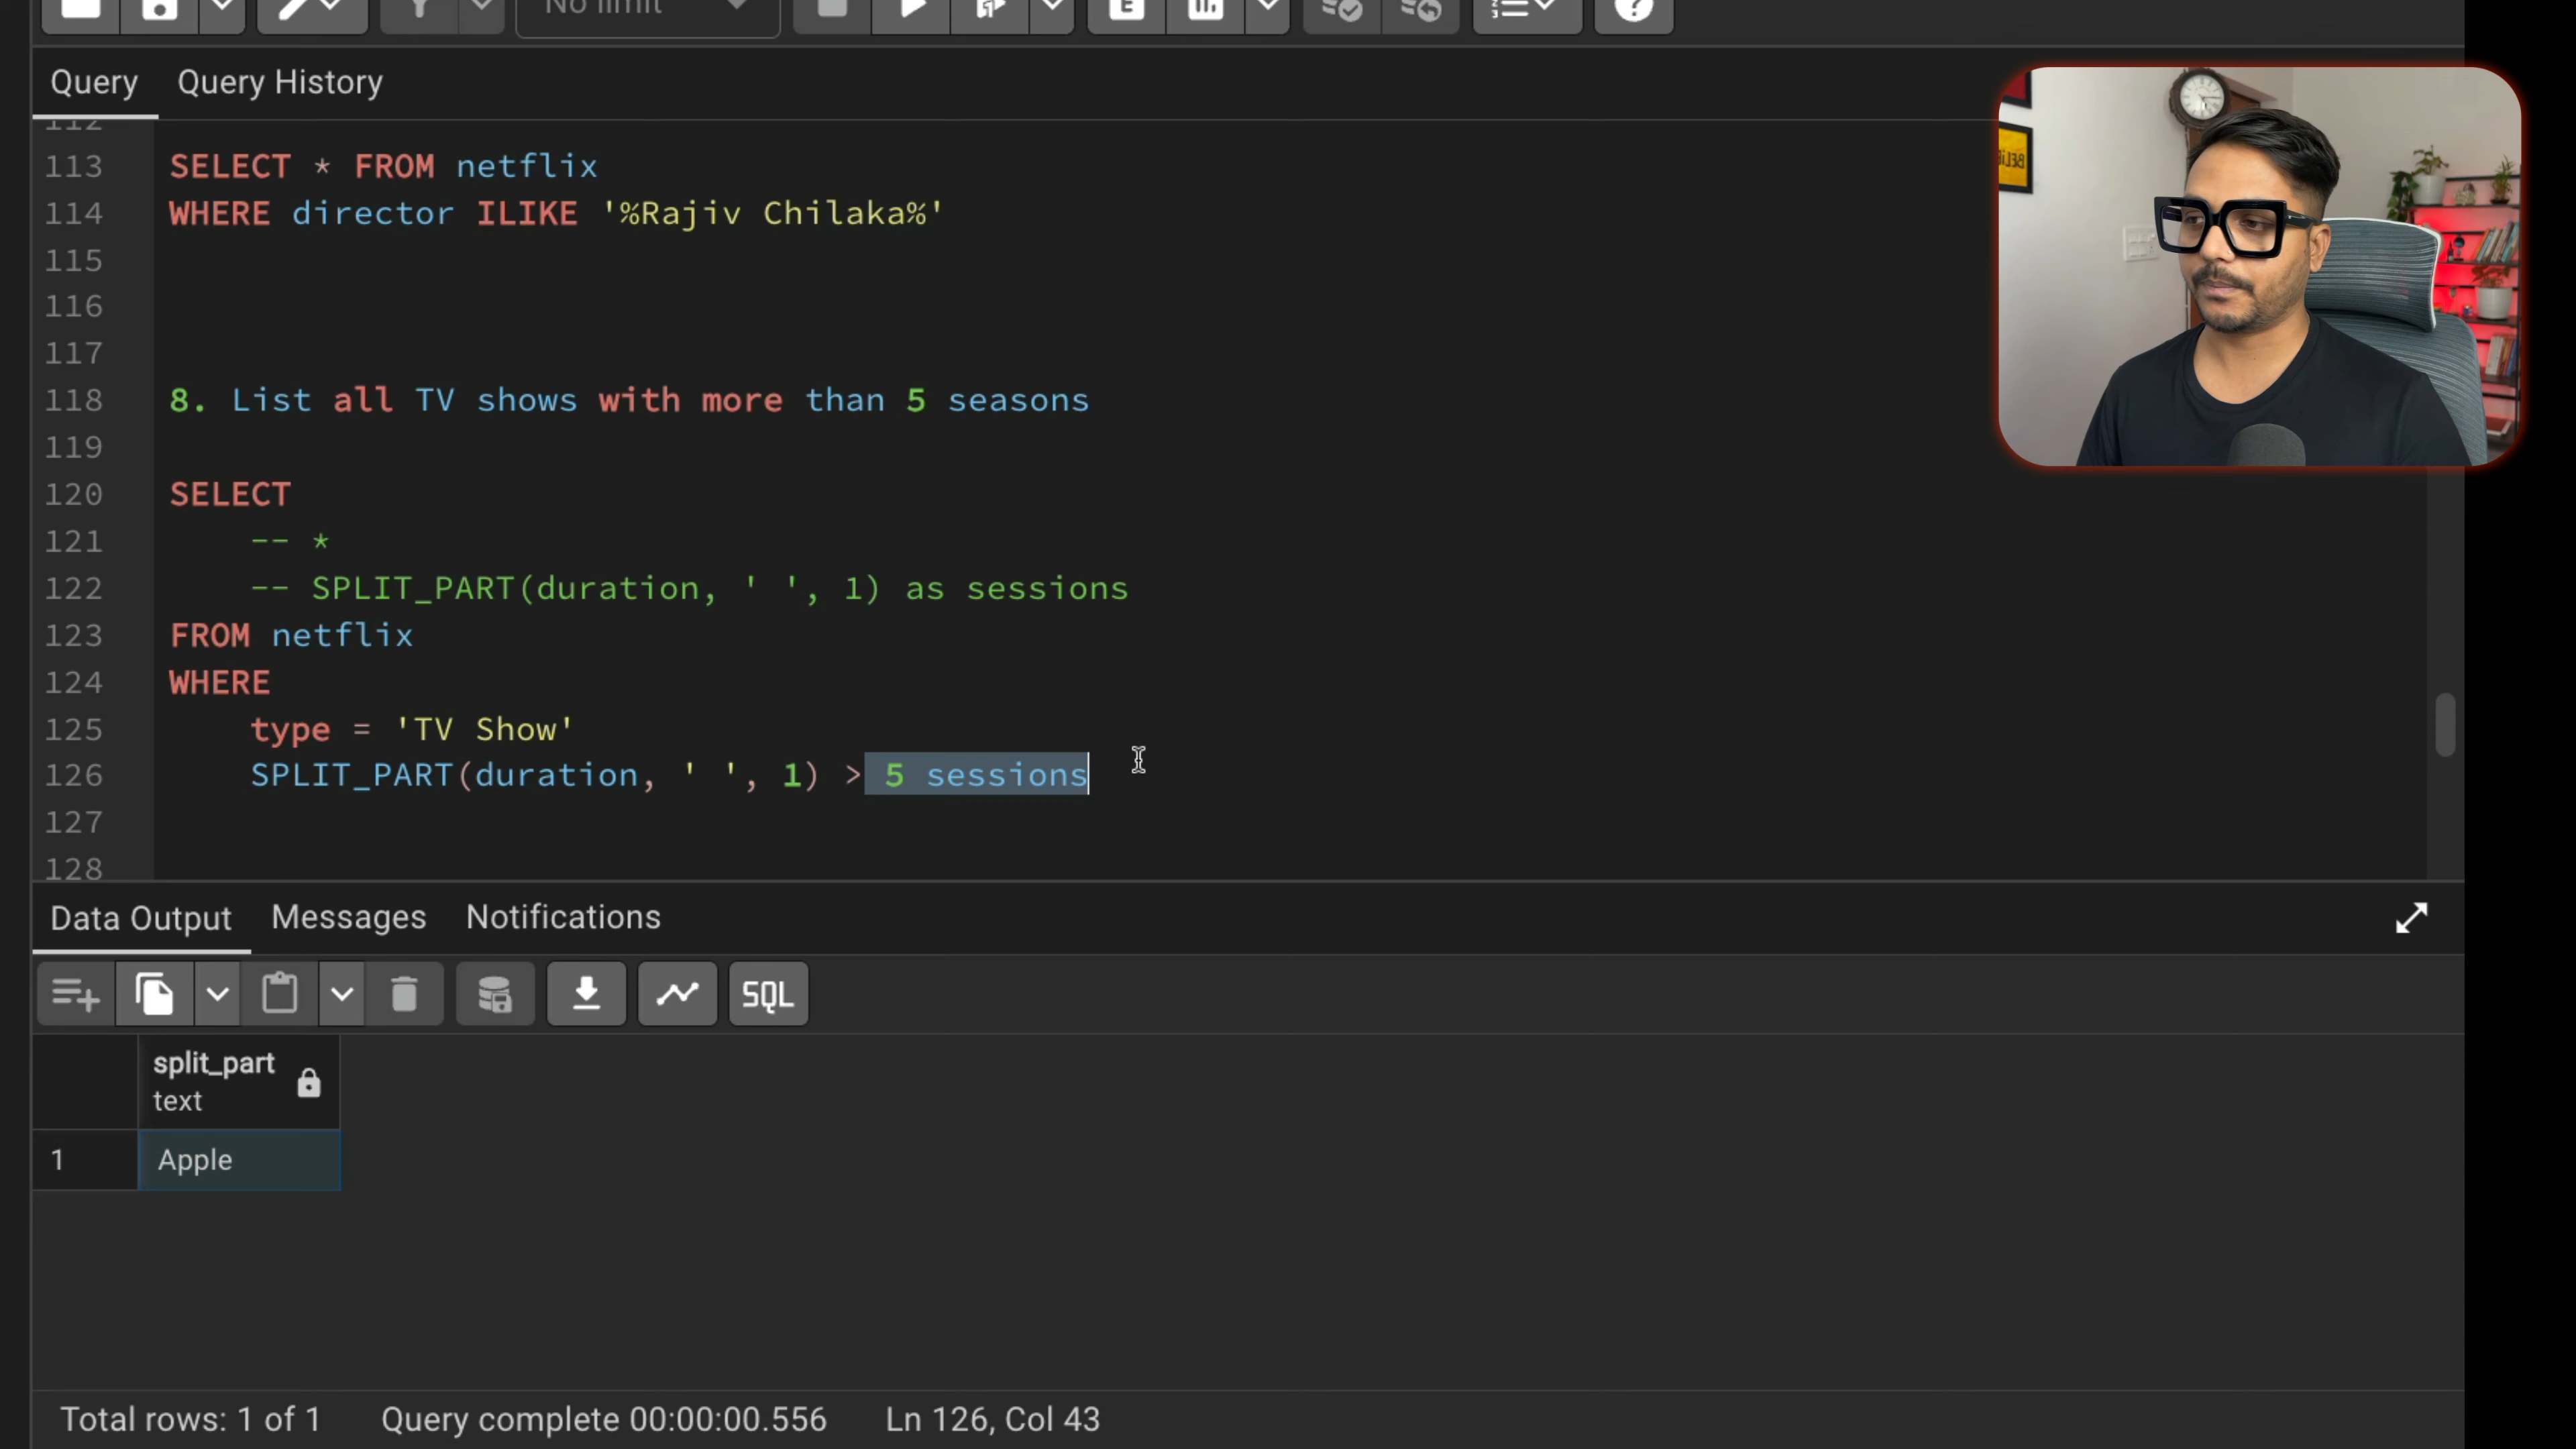 No limit
Query Query History
112
113 SELECT * FROM netflix
114 WHERE director ILIKE '%Rajiv Chilaka%'
115
116
117
118 8. List all TV shows with more than 5 seasons
119
120 SELECT
121 -- *
122 -- SPLIT_PART(duration, ' ', 1) as sessions
123 FROM netflix
124 WHERE
125 type = 'TV Show'
126 SPLIT_PART(duration, ' ', 1) > 5 sessions
127
128
Data Output Messages Notifications
SQL
split_part
text
1 Apple
Total rows: 1 of 1 Query complete 00:00:00.556 Ln 126, Col 43